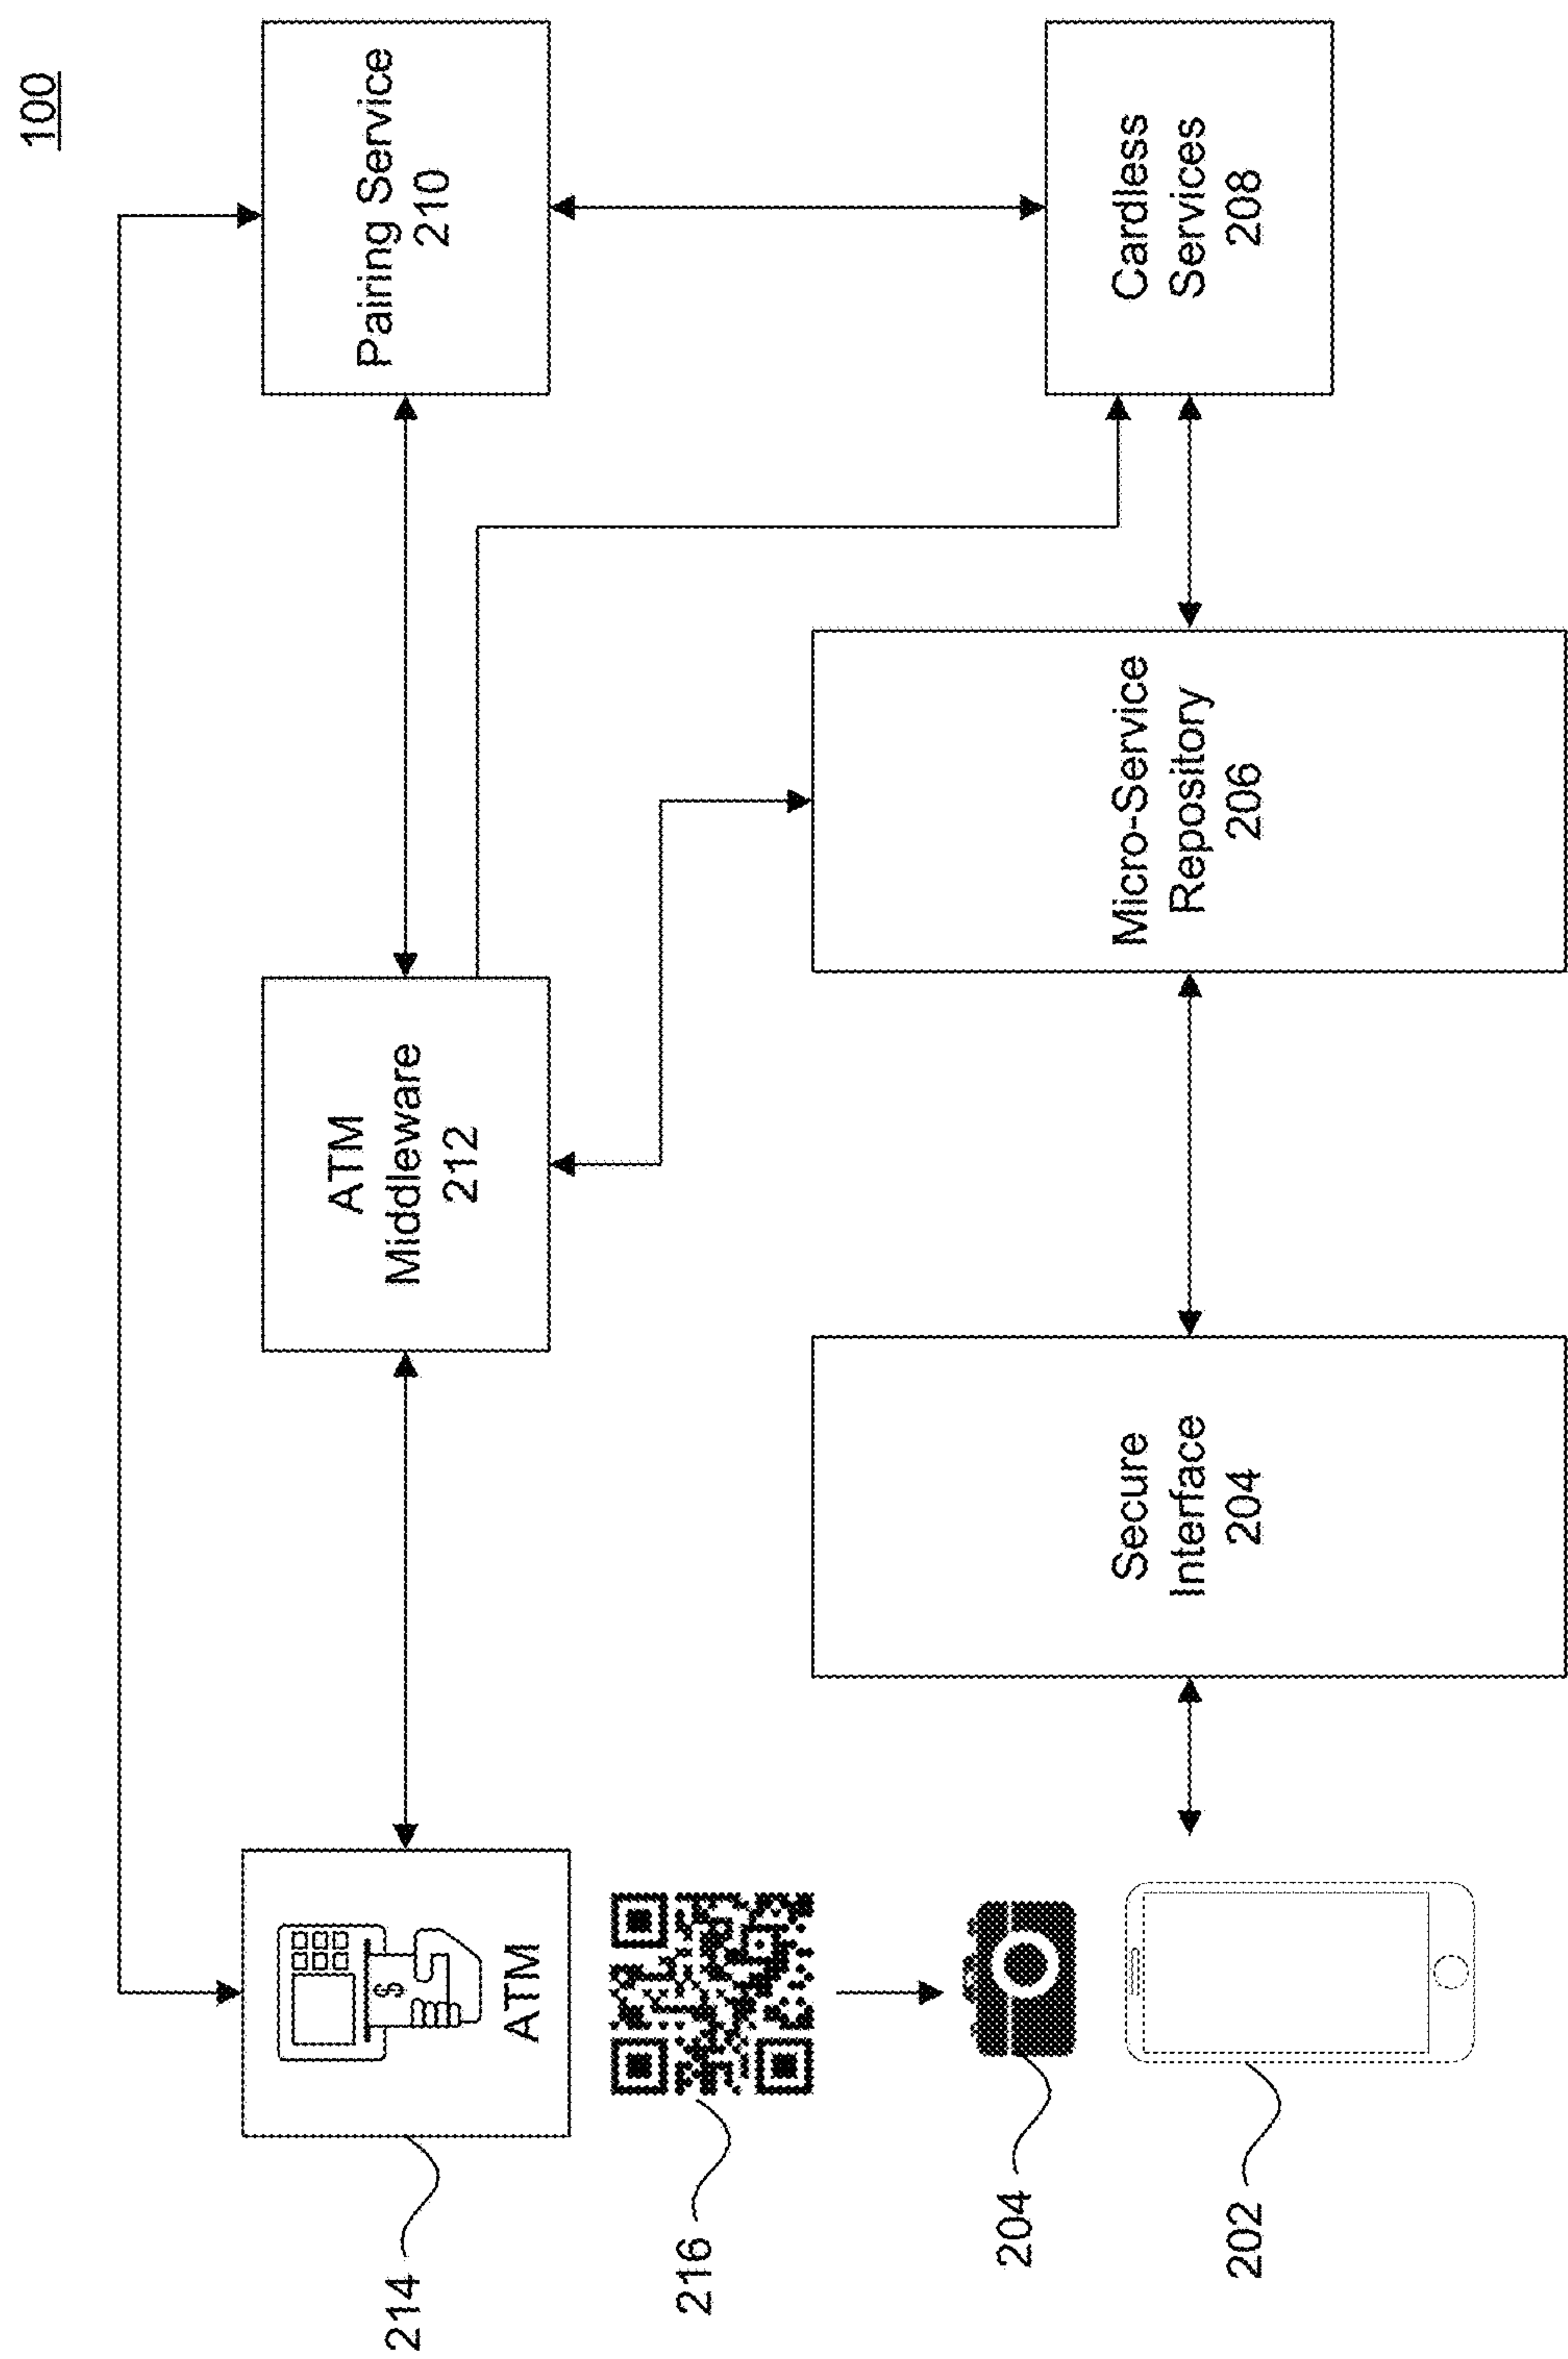 100
ATM
Middleware
212
Pairing Service
210
$
ATM
214
216
204
202
Secure
Interface
204
Micro-Service
Repository
206
Cardless
Services
208